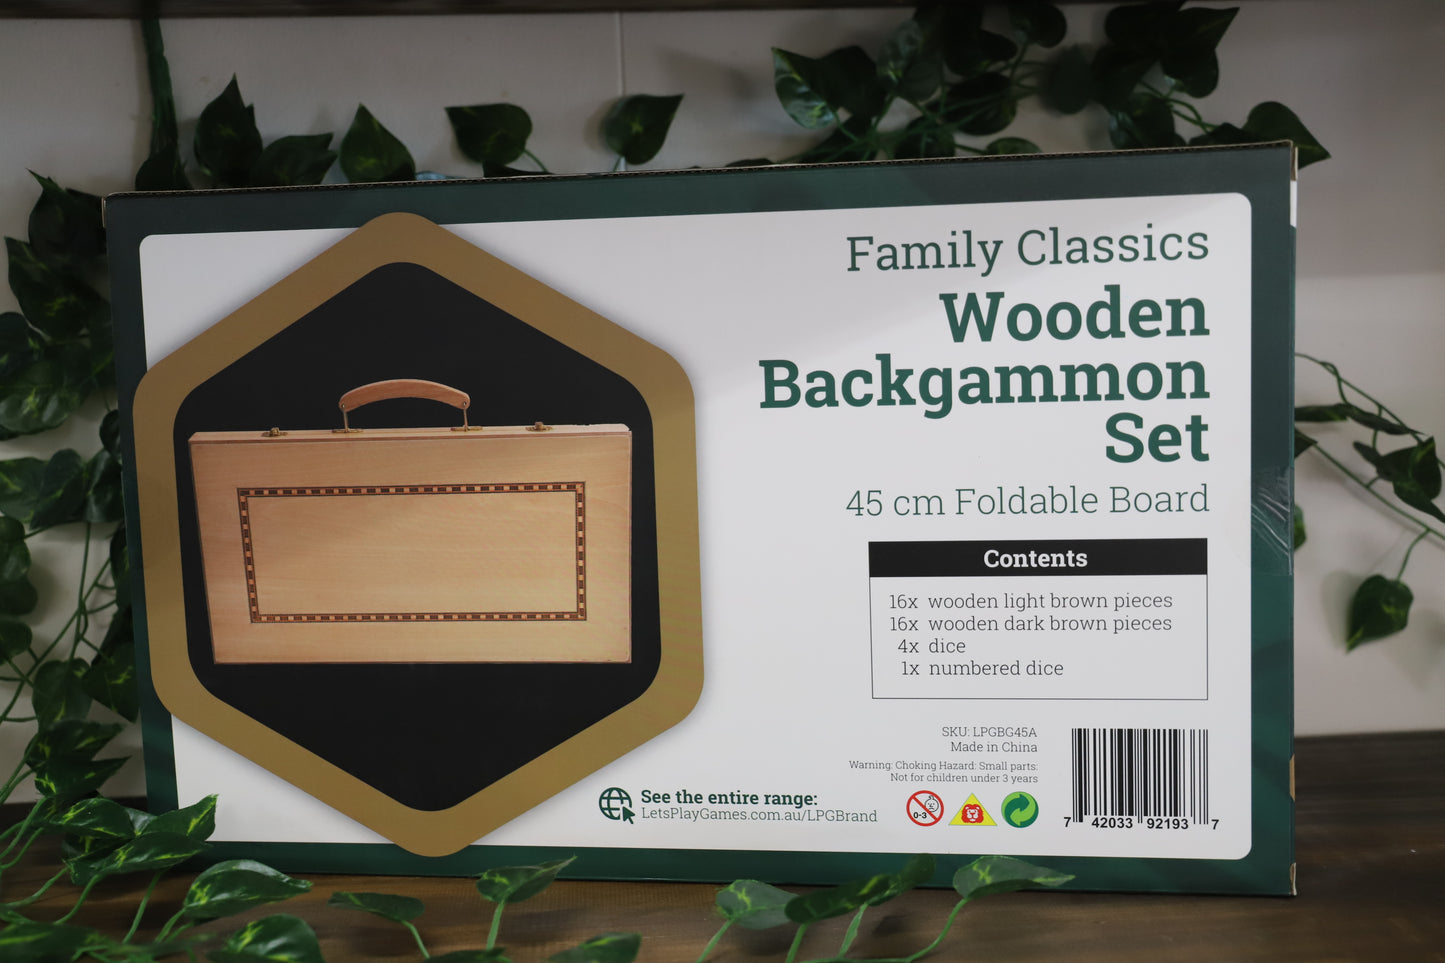 Family Classics
Wooden
Backgammon
Set
45 cm Foldable Board
Contents
16x wooden light brown pieces
16x wooden dark brown pieces
4x dice
1x numbered dice
SKU: LPGBG45A
Made in China
Warning: Choking Hazard: Small parts:
Not for children under 3 years
See the entire range:
LetsPlayGames.com.au/LPGBrand
0-3
7 42033 92193 7